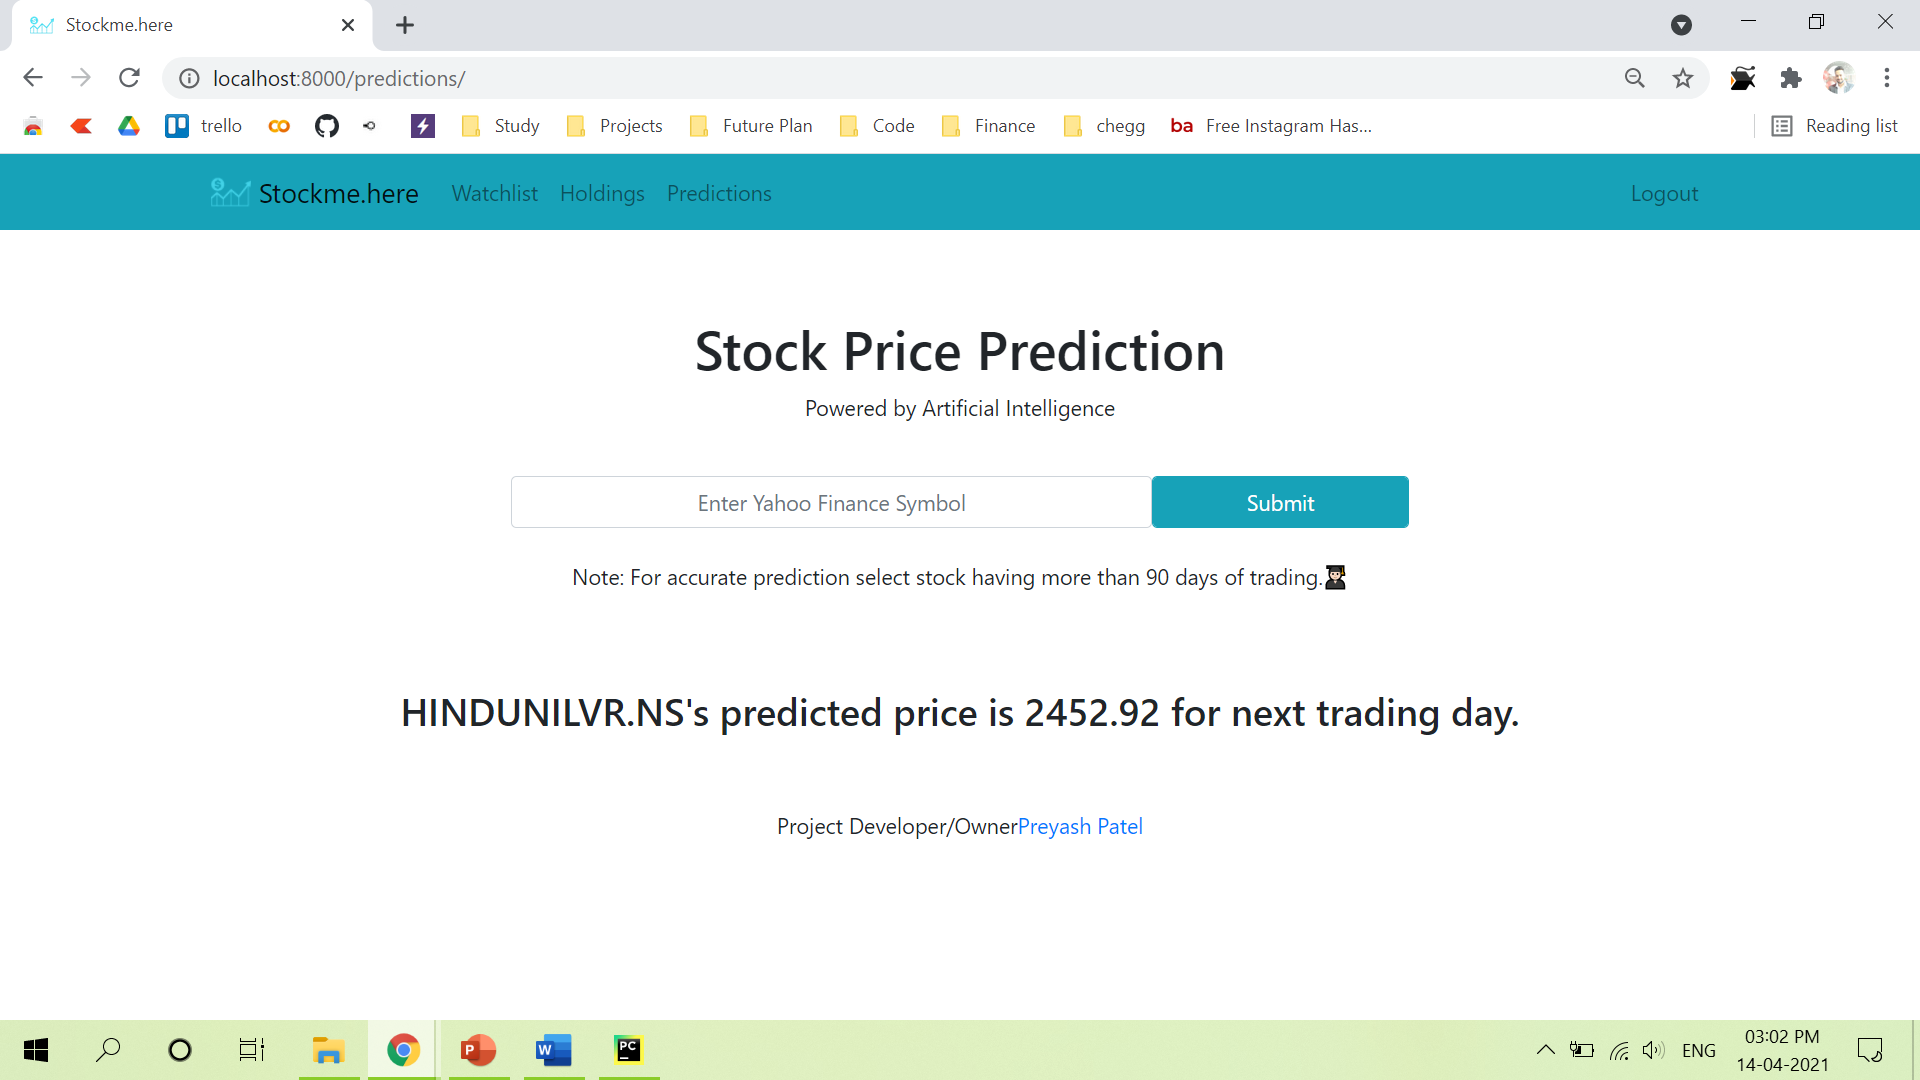 Stockme.here
localhost:8000/predictions/
trello Study Projects Future Plan Code Finance chegg ba Free Instagram Has... Reading list
Stockme.here Watchlist Holdings Predictions Logout
Stock Price Prediction
Powered by Artificial Intelligence
Enter Yahoo Finance Symbol Submit
Note: For accurate prediction select stock having more than 90 days of trading.
HINDUNILVR.NS's predicted price is 2452.92 for next trading day.
Project Developer/OwnerPreyash Patel
P W PC ENG 03:02 PM
14-04-2021